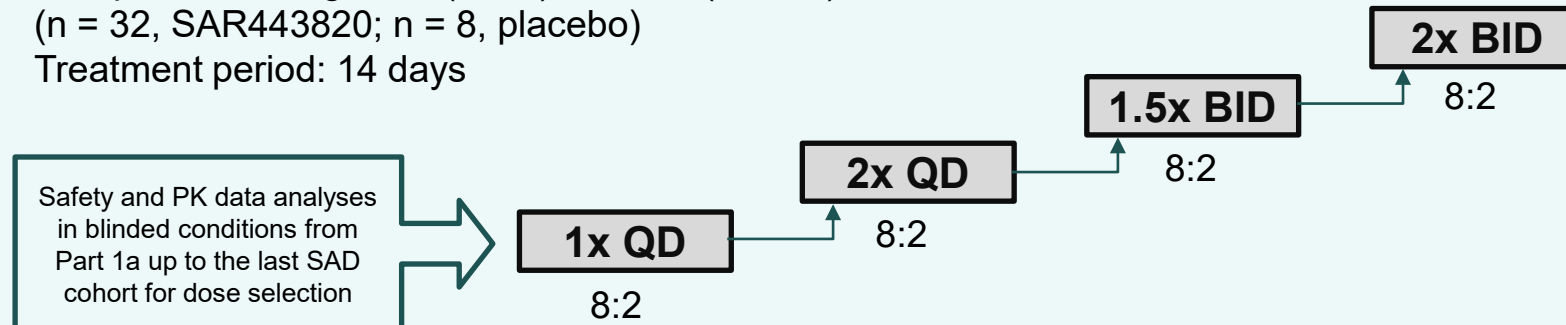 (n = 32, SAR443820; n = 8, placebo)
Treatment period: 14 days
2x BID
8:2
1.5x BID
8:2
2x QD
8:2
1x QD
8:2
Safety and PK data analyses
in blinded conditions from
Part 1a up to the last SAD
cohort for dose selection